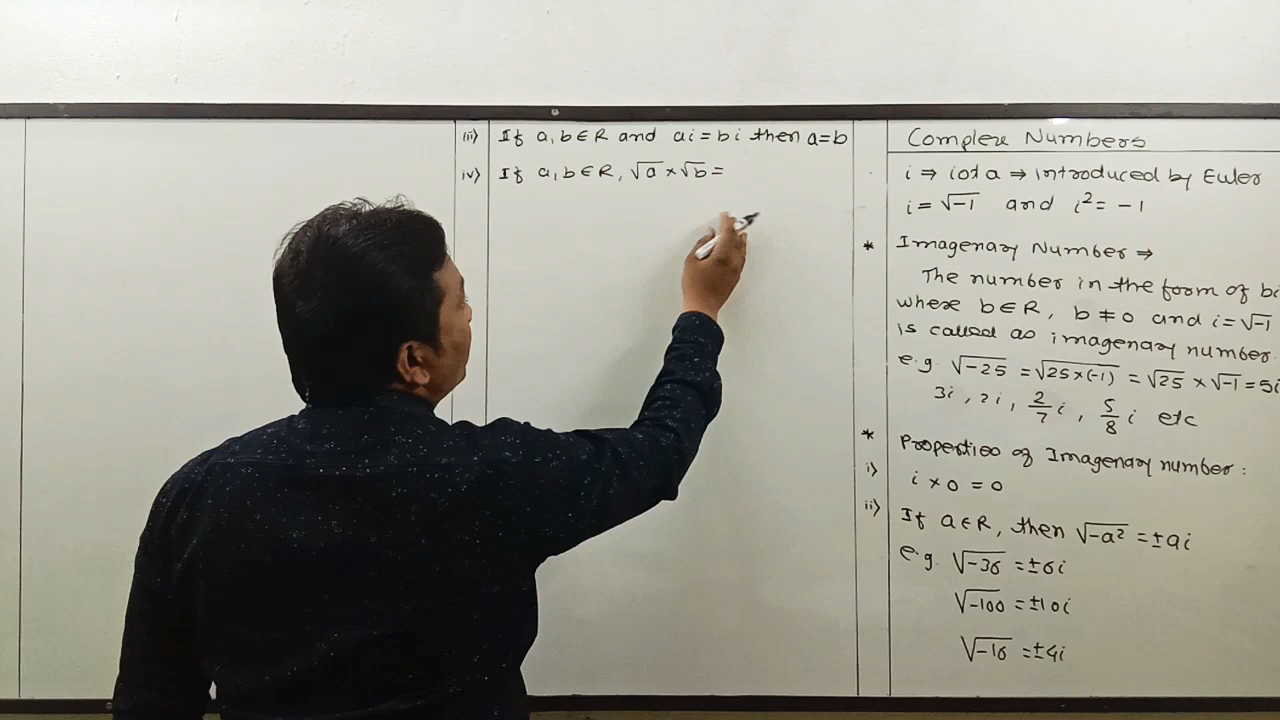 iii) If a, b ∈ R and ai = bi then a = b
iv) If a, b ∈ R, √a × √b =
Complex Numbers
i ⇒ iota ⇒ introduced by Euler
i = √-1 and i² = -1
* Imagenary Number ⇒
The number in the form of bi
where b ∈ R, b ≠ 0 and i = √-1
is called as imagenary number.
e.g. √-25 = √25×(-1) = √25 × √-1 = 5i
3i, 2i, 2/7 i, 5/8 i etc
* Properties of Imagenary number :
i) i × 0 = 0
ii) If a ∈ R, then √-a² = ±ai
e.g. √-36 = ±6i
√-100 = ±10i
√-16 = ±4i